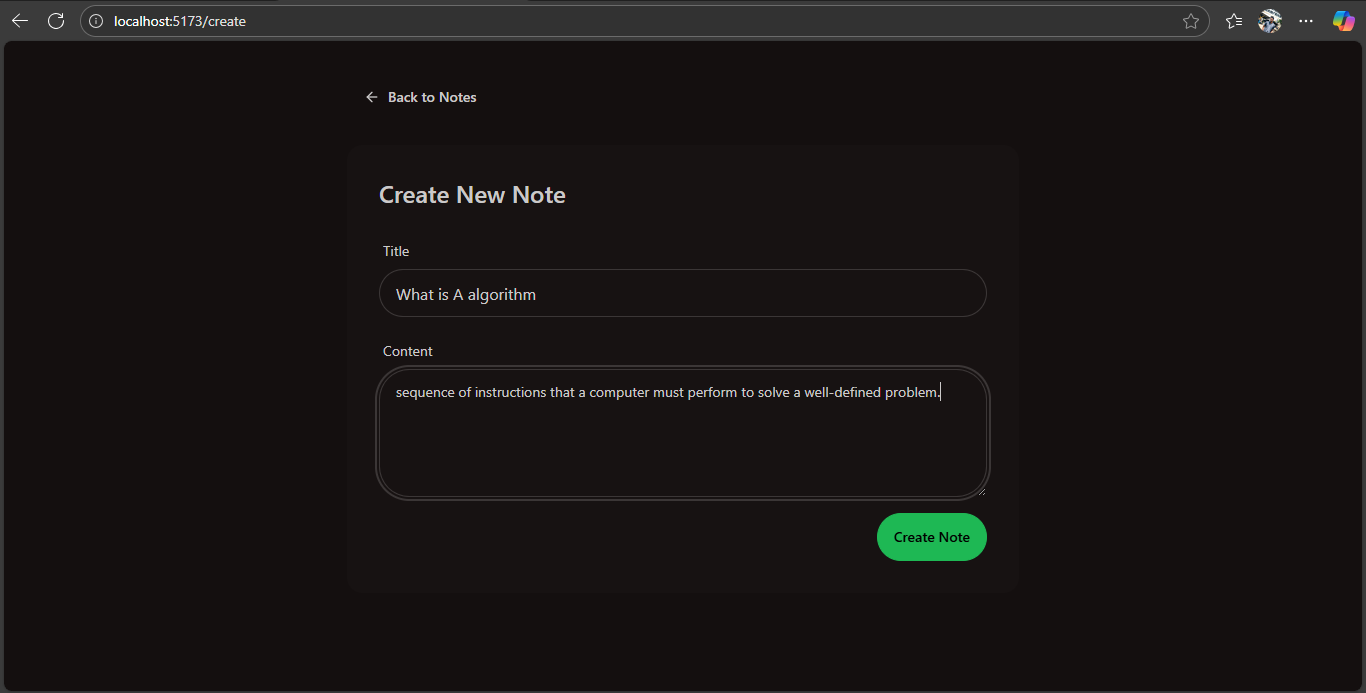 localhost:5173/create
Back to Notes
Create New Note
Title
What is A algorithm
Content
sequence of instructions that a computer must perform to solve a well-defined problem.
Create Note